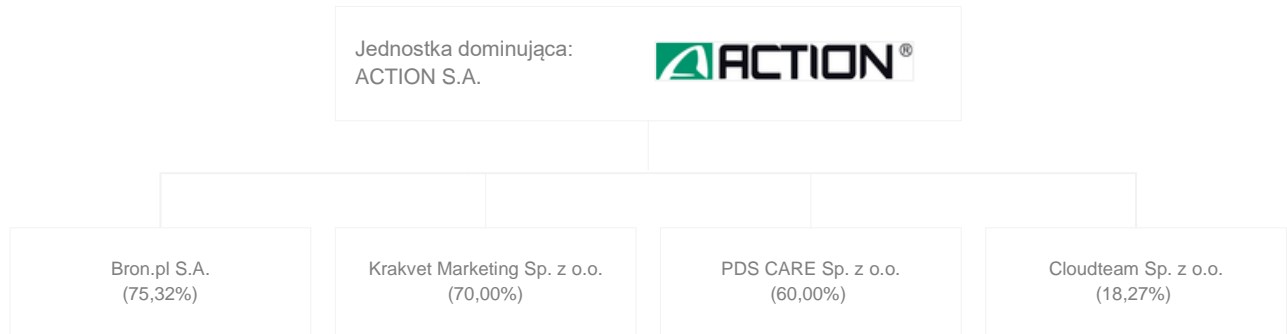 Jednostka dominująca:
ACTION S.A.
ACTION®
Bron.pl S.A.
(75,32%)
Krakvet Marketing Sp. z o.o.
(70,00%)
PDS CARE Sp. z o.o.
(60,00%)
Cloudteam Sp. z o.o.
(18,27%)